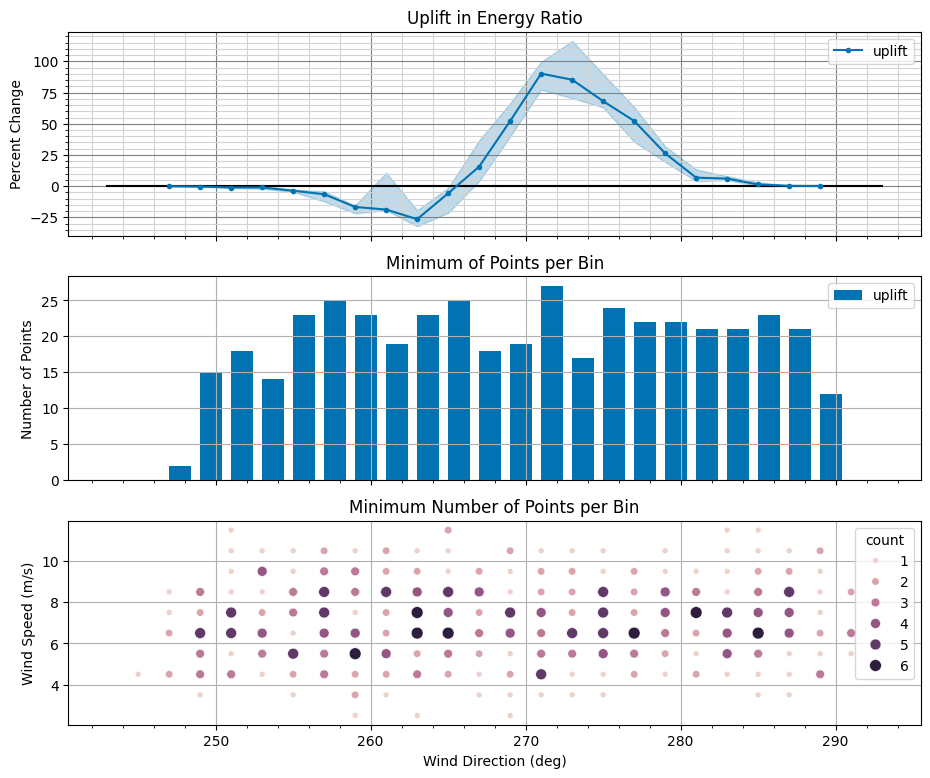 Uplift in Energy Ratio
uplift
Percent Change
100
75
50
25
0
−25
Minimum of Points per Bin
uplift
Number of Points
25
20
15
10
5
0
Minimum Number of Points per Bin
count
1
2
3
4
5
6
Wind Speed (m/s)
10
8
6
4
250 260 270 280 290
Wind Direction (deg)